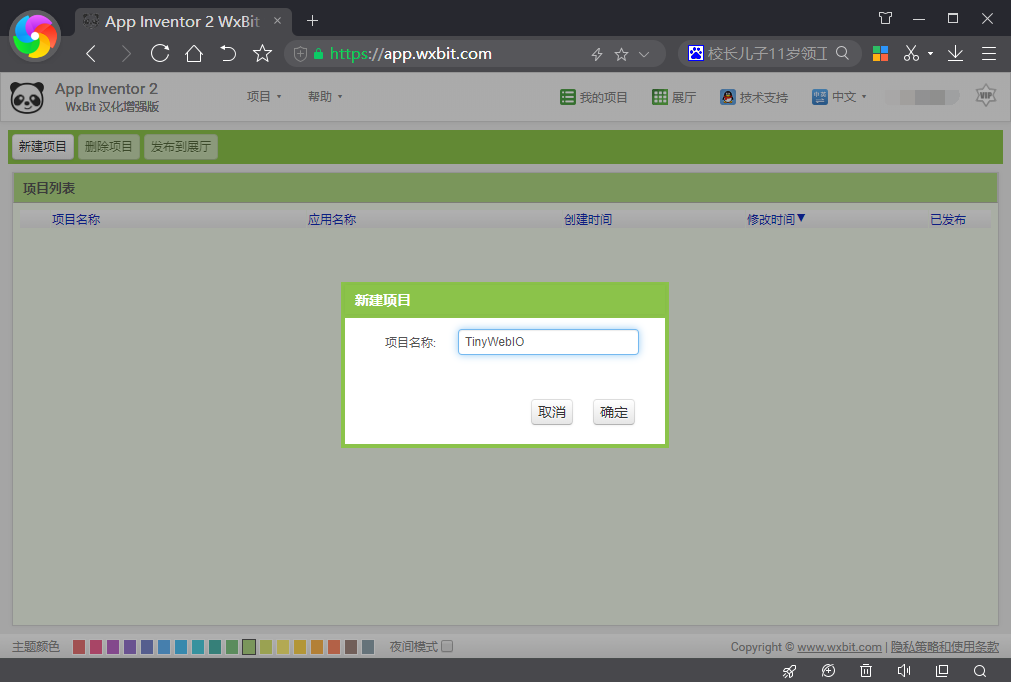 App Inventor 2 WxBit
https://app.wxbit.com
校长儿子11岁领工
App Inventor 2
WxBit 汉化增强版
项目
帮助
我的项目
展厅
技术支持
中文
VIP
新建项目
删除项目
发布到展厅
项目列表
项目名称
应用名称
创建时间
修改时间▼
已发布
新建项目
项目名称:
TinyWebIO
取消
确定
主题颜色
夜间模式
Copyright © www.wxbit.com | 隐私策略和使用条款